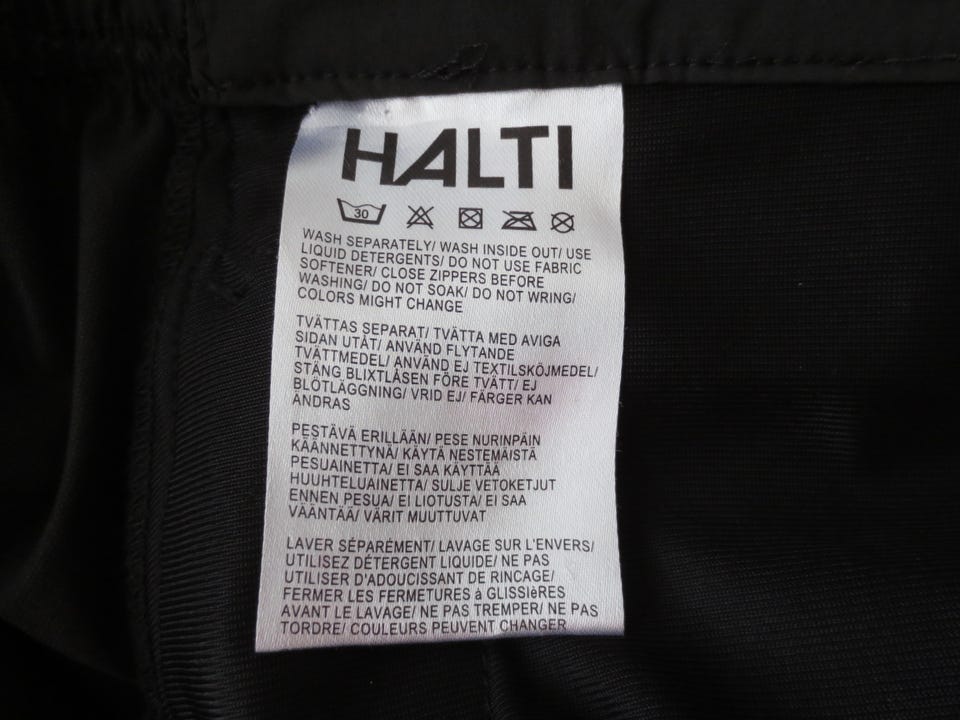 HALTI
30
WASH SEPARATELY/ WASH INSIDE OUT/ USE
LIQUID DETERGENTS/ DO NOT USE FABRIC
SOFTENER/ CLOSE ZIPPERS BEFORE
WASHING/ DO NOT SOAK/ DO NOT WRING/
COLORS MIGHT CHANGE
TVÄTTAS SEPARAT/ TVÄTTA MED AVIGA
SIDAN UTÅT/ ANVÄND FLYTANDE
TVÄTTMEDEL/ ANVÄND EJ TEXTILSKÖJMEDEL/
STÄNG BLIXTLÅSEN FÖRE TVÄTT/ EJ
BLÖTLÄGGNING/ VRID EJ/ FÄRGER KAN
ÄNDRAS
PESTÄVÄ ERILLÄÄN/ PESE NURINPÄIN
KÄÄNNETTYNÄ/ KÄYTÄ NESTEMÄISTÄ
PESUAINETTA/ EI SAA KÄYTTÄÄ
HUUHTELUAINETTA/ SULJE VETOKETJUT
ENNEN PESUA/ EI LIOTUSTA/ EI SAA
VÄÄNTÄÄ/ VÄRIT MUUTTUVAT
LAVER SÉPARÉMENT/ LAVAGE SUR L'ENVERS/
UTILISEZ DÉTERGENT LIQUIDE/ NE PAS
UTILISER D'ADOUCISSANT DE RINCAGE/
FERMER LES FERMETURES à GLISSIèRES
AVANT LE LAVAGE/ NE PAS TREMPER/ NE PAS
TORDRE/ COULEURS PEUVENT CHANGER